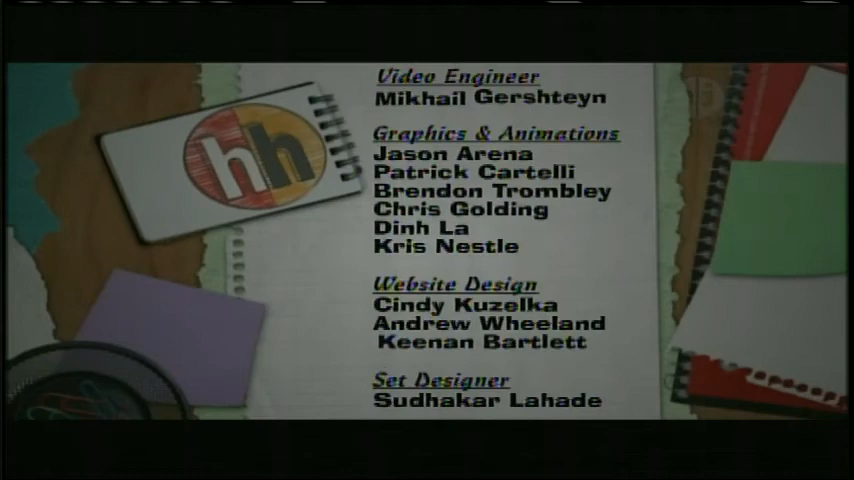 Video Engineer
Mikhail Gershteyn
Graphics & Animations
Jason Arena
Patrick Cartelli
Brendon Trombley
Chris Golding
Dinh La
Kris Nestle
Website Design
Cindy Kuzelka
Andrew Wheeland
Keenan Bartlett
Set Designer
Sudhakar Lahade
hh